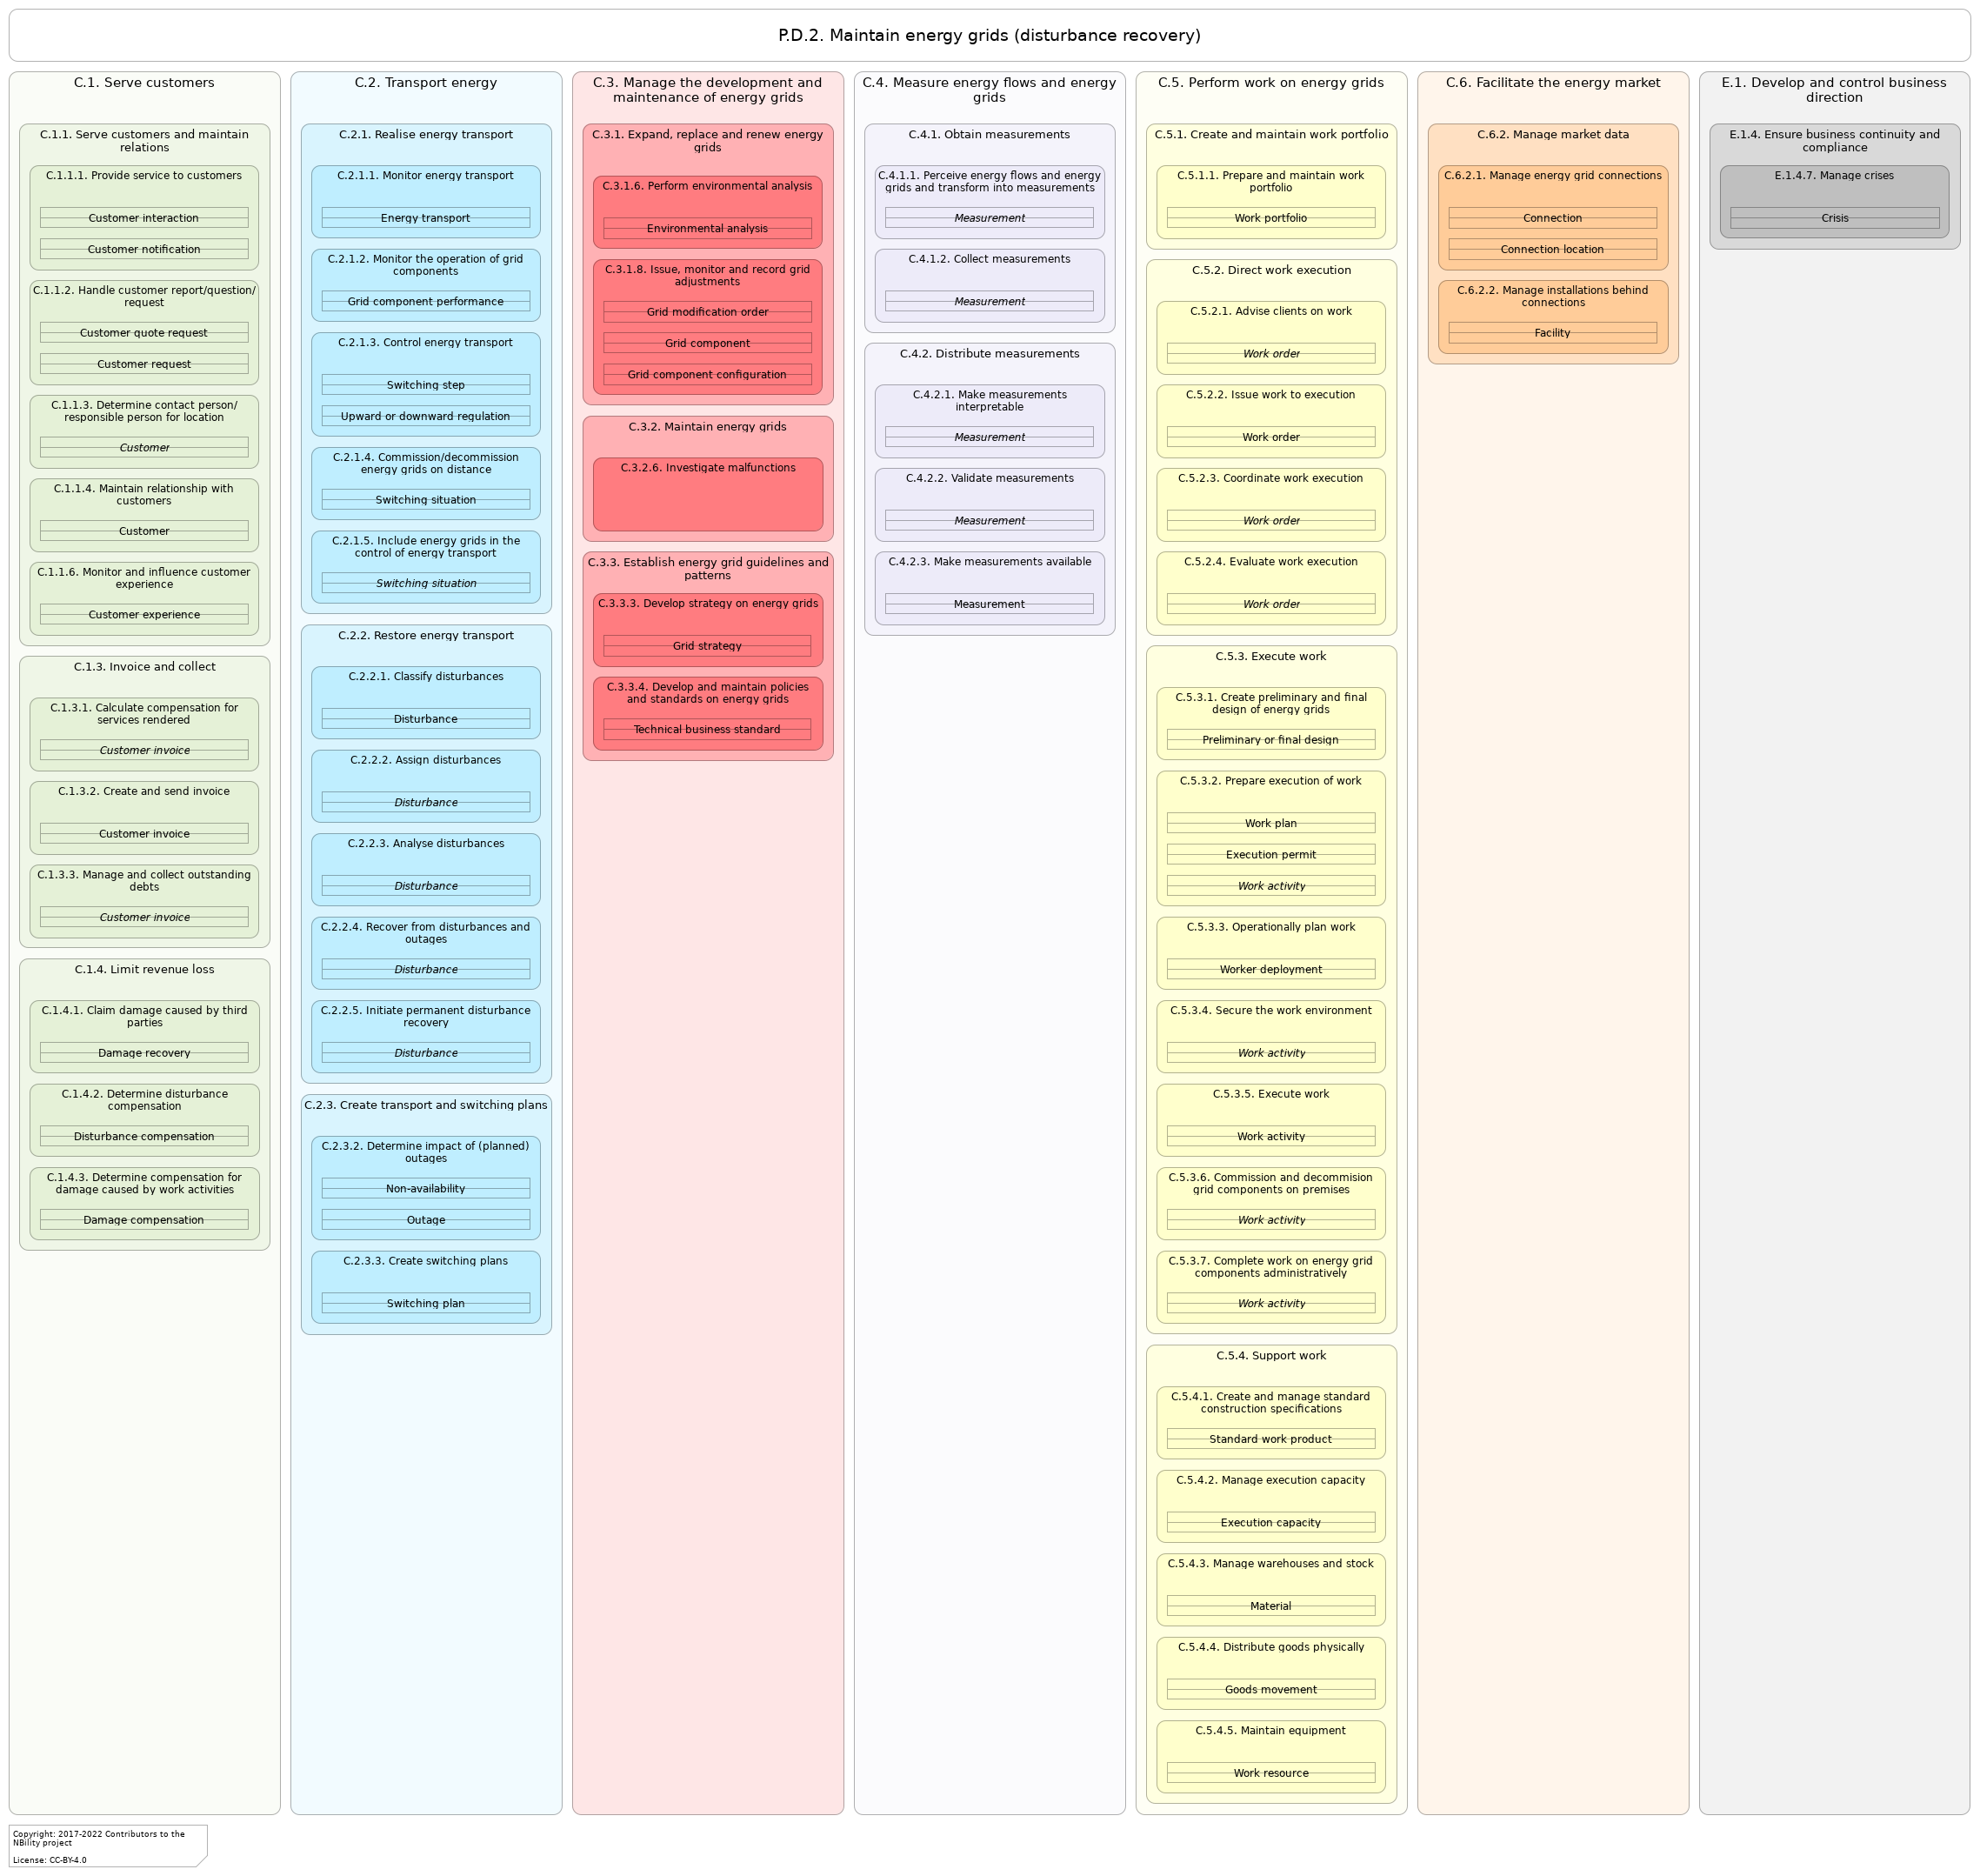 P.D.2. Maintain energy grids (disturbance recovery)
C.1. Serve customers
C.1.1. Serve customers and maintain
relations
C.1.1.1. Provide service to customers
Customer interaction
Customer notification
C.1.1.2. Handle customer report/question/
request
Customer quote request
Customer request
C.1.1.3. Determine contact person/
responsible person for location
Customer
C.1.1.4. Maintain relationship with
customers
Customer
C.1.1.6. Monitor and influence customer
experience
Customer experience
C.1.3. Invoice and collect
C.1.3.1. Calculate compensation for
services rendered
Customer invoice
C.1.3.2. Create and send invoice
Customer invoice
C.1.3.3. Manage and collect outstanding
debts
Customer invoice
C.1.4. Limit revenue loss
C.1.4.1. Claim damage caused by third
parties
Damage recovery
C.1.4.2. Determine disturbance
compensation
Disturbance compensation
C.1.4.3. Determine compensation for
damage caused by work activities
Damage compensation
C.2. Transport energy
C.2.1. Realise energy transport
C.2.1.1. Monitor energy transport
Energy transport
C.2.1.2. Monitor the operation of grid
components
Grid component performance
C.2.1.3. Control energy transport
Switching step
Upward or downward regulation
C.2.1.4. Commission/decommission
energy grids on distance
Switching situation
C.2.1.5. Include energy grids in the
control of energy transport
Switching situation
C.2.2. Restore energy transport
C.2.2.1. Classify disturbances
Disturbance
C.2.2.2. Assign disturbances
Disturbance
C.2.2.3. Analyse disturbances
Disturbance
C.2.2.4. Recover from disturbances and
outages
Disturbance
C.2.2.5. Initiate permanent disturbance
recovery
Disturbance
C.2.3. Create transport and switching plans
C.2.3.2. Determine impact of (planned)
outages
Non-availability
Outage
C.2.3.3. Create switching plans
Switching plan
C.3. Manage the development and
maintenance of energy grids
C.3.1. Expand, replace and renew energy
grids
C.3.1.6. Perform environmental analysis
Environmental analysis
C.3.1.8. Issue, monitor and record grid
adjustments
Grid modification order
Grid component
Grid component configuration
C.3.2. Maintain energy grids
C.3.2.6. Investigate malfunctions
C.3.3. Establish energy grid guidelines and
patterns
C.3.3.3. Develop strategy on energy grids
Grid strategy
C.3.3.4. Develop and maintain policies
and standards on energy grids
Technical business standard
C.4. Measure energy flows and energy
grids
C.4.1. Obtain measurements
C.4.1.1. Perceive energy flows and energy
grids and transform into measurements
Measurement
C.4.1.2. Collect measurements
Measurement
C.4.2. Distribute measurements
C.4.2.1. Make measurements
interpretable
Measurement
C.4.2.2. Validate measurements
Measurement
C.4.2.3. Make measurements available
Measurement
C.5. Perform work on energy grids
C.5.1. Create and maintain work portfolio
C.5.1.1. Prepare and maintain work
portfolio
Work portfolio
C.5.2. Direct work execution
C.5.2.1. Advise clients on work
Work order
C.5.2.2. Issue work to execution
Work order
C.5.2.3. Coordinate work execution
Work order
C.5.2.4. Evaluate work execution
Work order
C.5.3. Execute work
C.5.3.1. Create preliminary and final
design of energy grids
Preliminary or final design
C.5.3.2. Prepare execution of work
Work plan
Execution permit
Work activity
C.5.3.3. Operationally plan work
Worker deployment
C.5.3.4. Secure the work environment
Work activity
C.5.3.5. Execute work
Work activity
C.5.3.6. Commission and decommision
grid components on premises
Work activity
C.5.3.7. Complete work on energy grid
components administratively
Work activity
C.5.4. Support work
C.5.4.1. Create and manage standard
construction specifications
Standard work product
C.5.4.2. Manage execution capacity
Execution capacity
C.5.4.3. Manage warehouses and stock
Material
C.5.4.4. Distribute goods physically
Goods movement
C.5.4.5. Maintain equipment
Work resource
C.6. Facilitate the energy market
C.6.2. Manage market data
C.6.2.1. Manage energy grid connections
Connection
Connection location
C.6.2.2. Manage installations behind
connections
Facility
E.1. Develop and control business
direction
E.1.4. Ensure business continuity and
compliance
E.1.4.7. Manage crises
Crisis
Copyright: 2017-2022 Contributors to the
NBility project
License: CC-BY-4.0